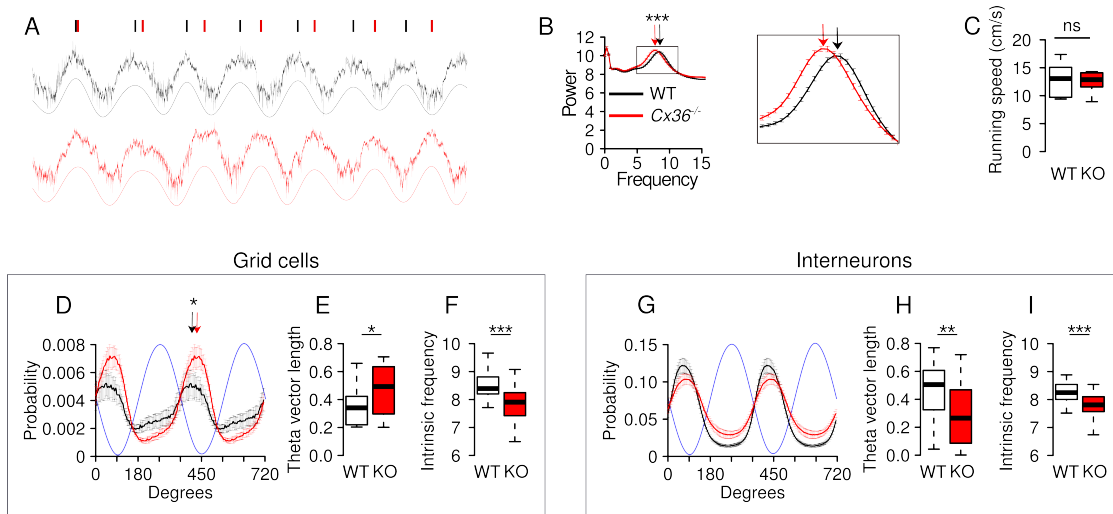 A
B
***
Power
12
10
8
6
4
2
0
WT
Cx36-/-
0 5 10 15
Frequency
C
ns
Running speed (cm/s)
20
15
10
5
0
WT KO
Grid cells
D
*
Probability
0.008
0.006
0.004
0.002
0
0 180 450 720
Degrees
E
*
Theta vector length
1.0
0.8
0.6
0.4
0.2
0.0
WT KO
F
***
Intrinsic frequency
10
9
8
7
6
WT KO
Interneurons
G
Probability
0.15
0.10
0.05
0
0 180 450 720
Degrees
H
**
Theta vector length
1.0
0.8
0.6
0.4
0.2
0.0
WT KO
I
***
Intrinsic frequency
10
9
8
7
6
WT KO